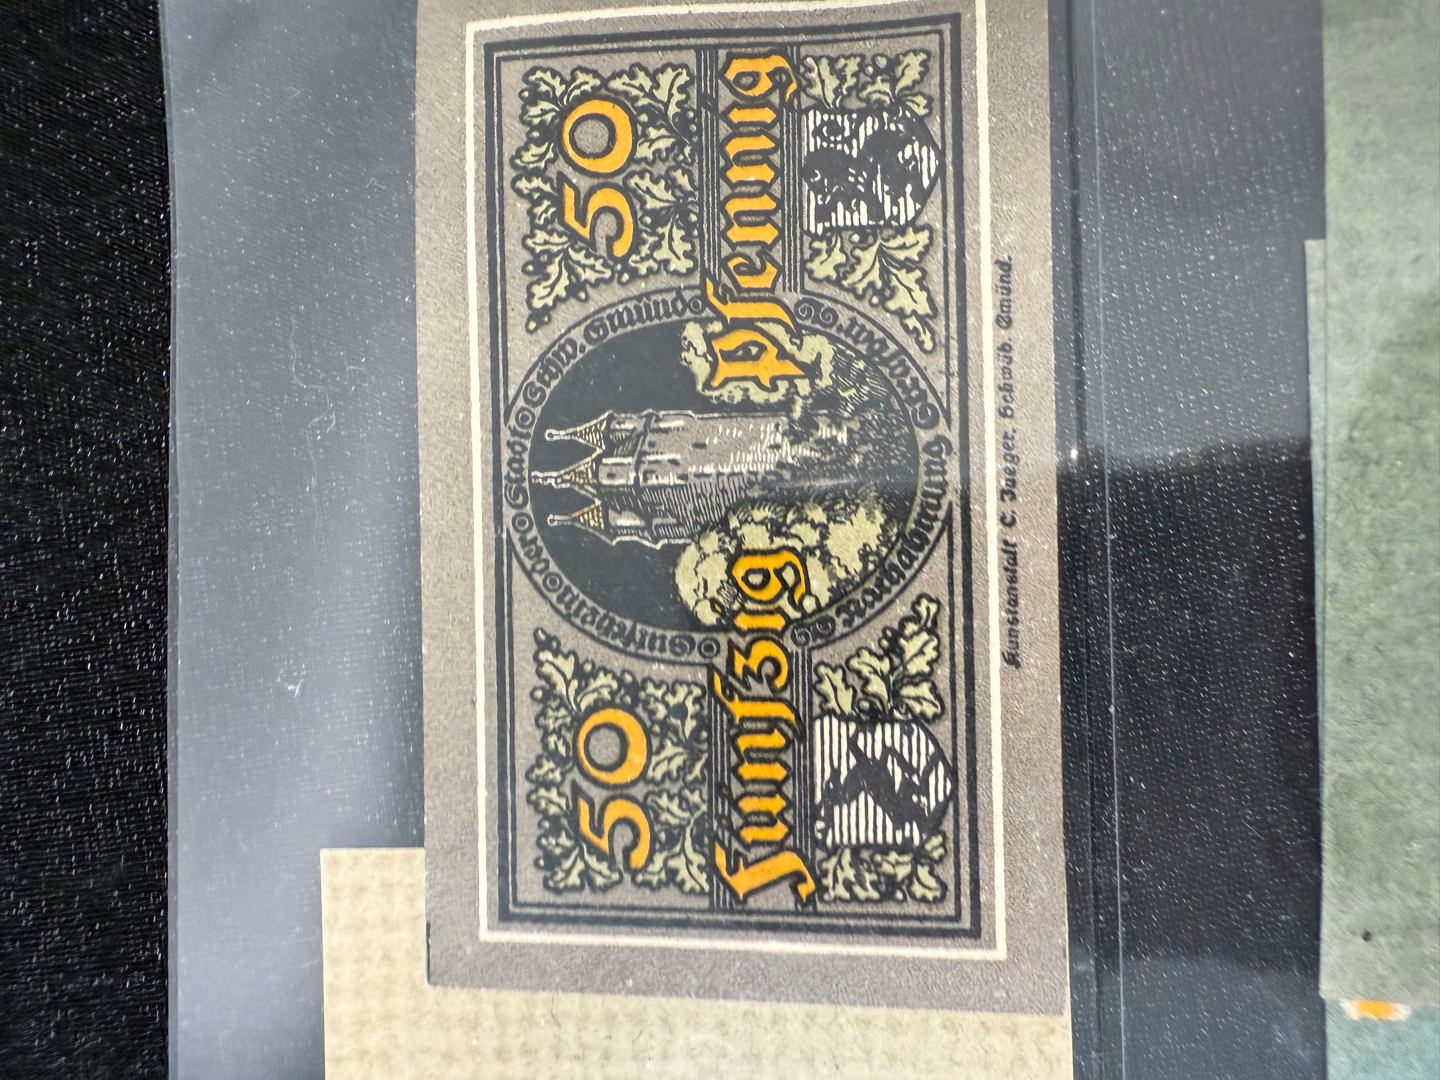 Gutschein der Stadt Schw. Gmünd
50 50
Fünfzig Pfennig
Kunstanstalt C. Jaeger, Schwäb. Gmünd.